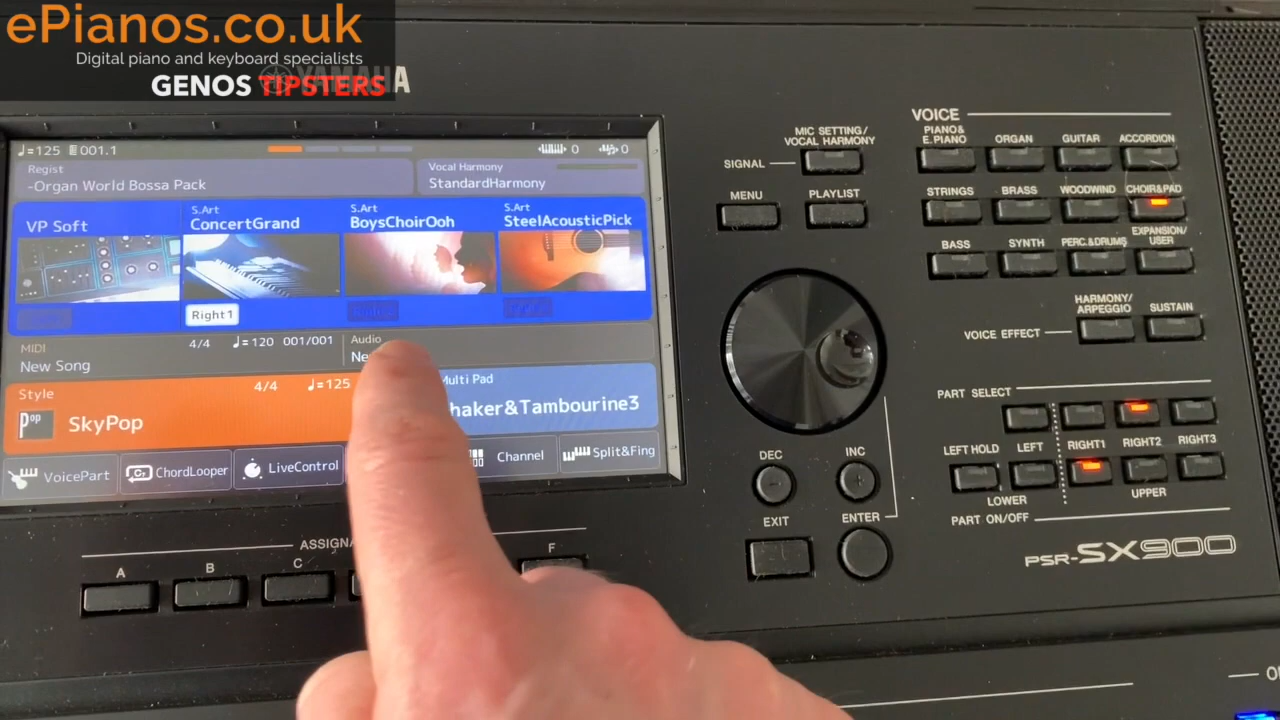 ePianos.co.uk
Digital piano and keyboard specialists
GENOS TIPSTERS
YAMAHA
♩=125 001.1
0 0
Regist
-Organ World Bossa Pack
Vocal Harmony
StandardHarmony
VP Soft
S.Art
ConcertGrand
S.Art
BoysChoirOoh
S.Art
SteelAcousticPick
Right1
MIDI
4/4 ♩=120 001/001
New Song
Audio
Style
4/4 ♩=125
Pop
SkyPop
Multi Pad
haker&Tambourine3
VoicePart
ChordLooper
LiveControl
Channel
Split&Fing
A
B
C
F
SIGNAL
MIC SETTING/
VOCAL HARMONY
MENU
PLAYLIST
DEC
INC
EXIT
ENTER
VOICE
PIANO&
E. PIANO
ORGAN
GUITAR
ACCORDION
STRINGS
BRASS
WOODWIND
CHOIR&PAD
BASS
SYNTH
PERC.&DRUMS
EXPANSION/
USER
VOICE EFFECT
HARMONY/
ARPEGGIO
SUSTAIN
PART SELECT
LEFT HOLD
LEFT
RIGHT1
RIGHT2
RIGHT3
LOWER
UPPER
PART ON/OFF
PSR-SX900